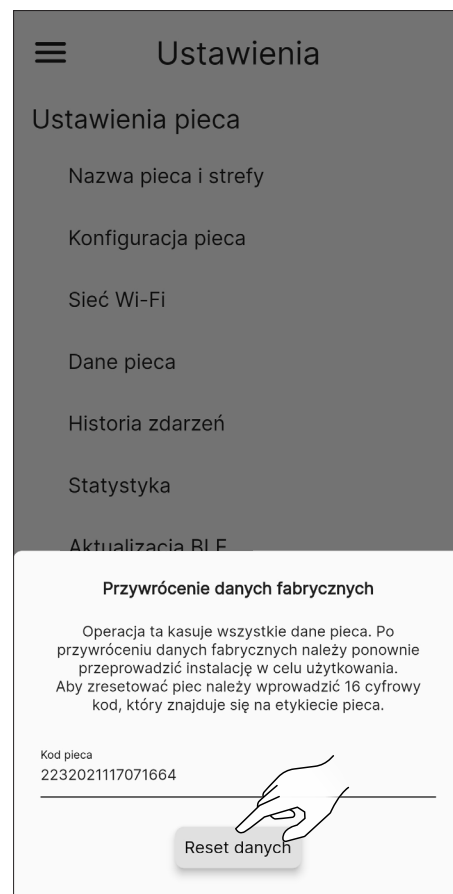 Ustawienia
Ustawienia pieca
Nazwa pieca i strefy
Konfiguracja pieca
Sieć Wi-Fi
Dane pieca
Historia zdarzeń
Statystyka
Aktualizacja BLE
Przywrócenie danych fabrycznych
Operacja ta kasuje wszystkie dane pieca. Po
przywróciu danych fabrycznych należy ponownie
przeprowadzić instalację w celu użytkowania.
Aby zresetować piec należy wprowadzić 16 cyfrowy
kod, który znajduje się na etykiecie pieca.
Kod pieca
2232021117071664
Reset danych